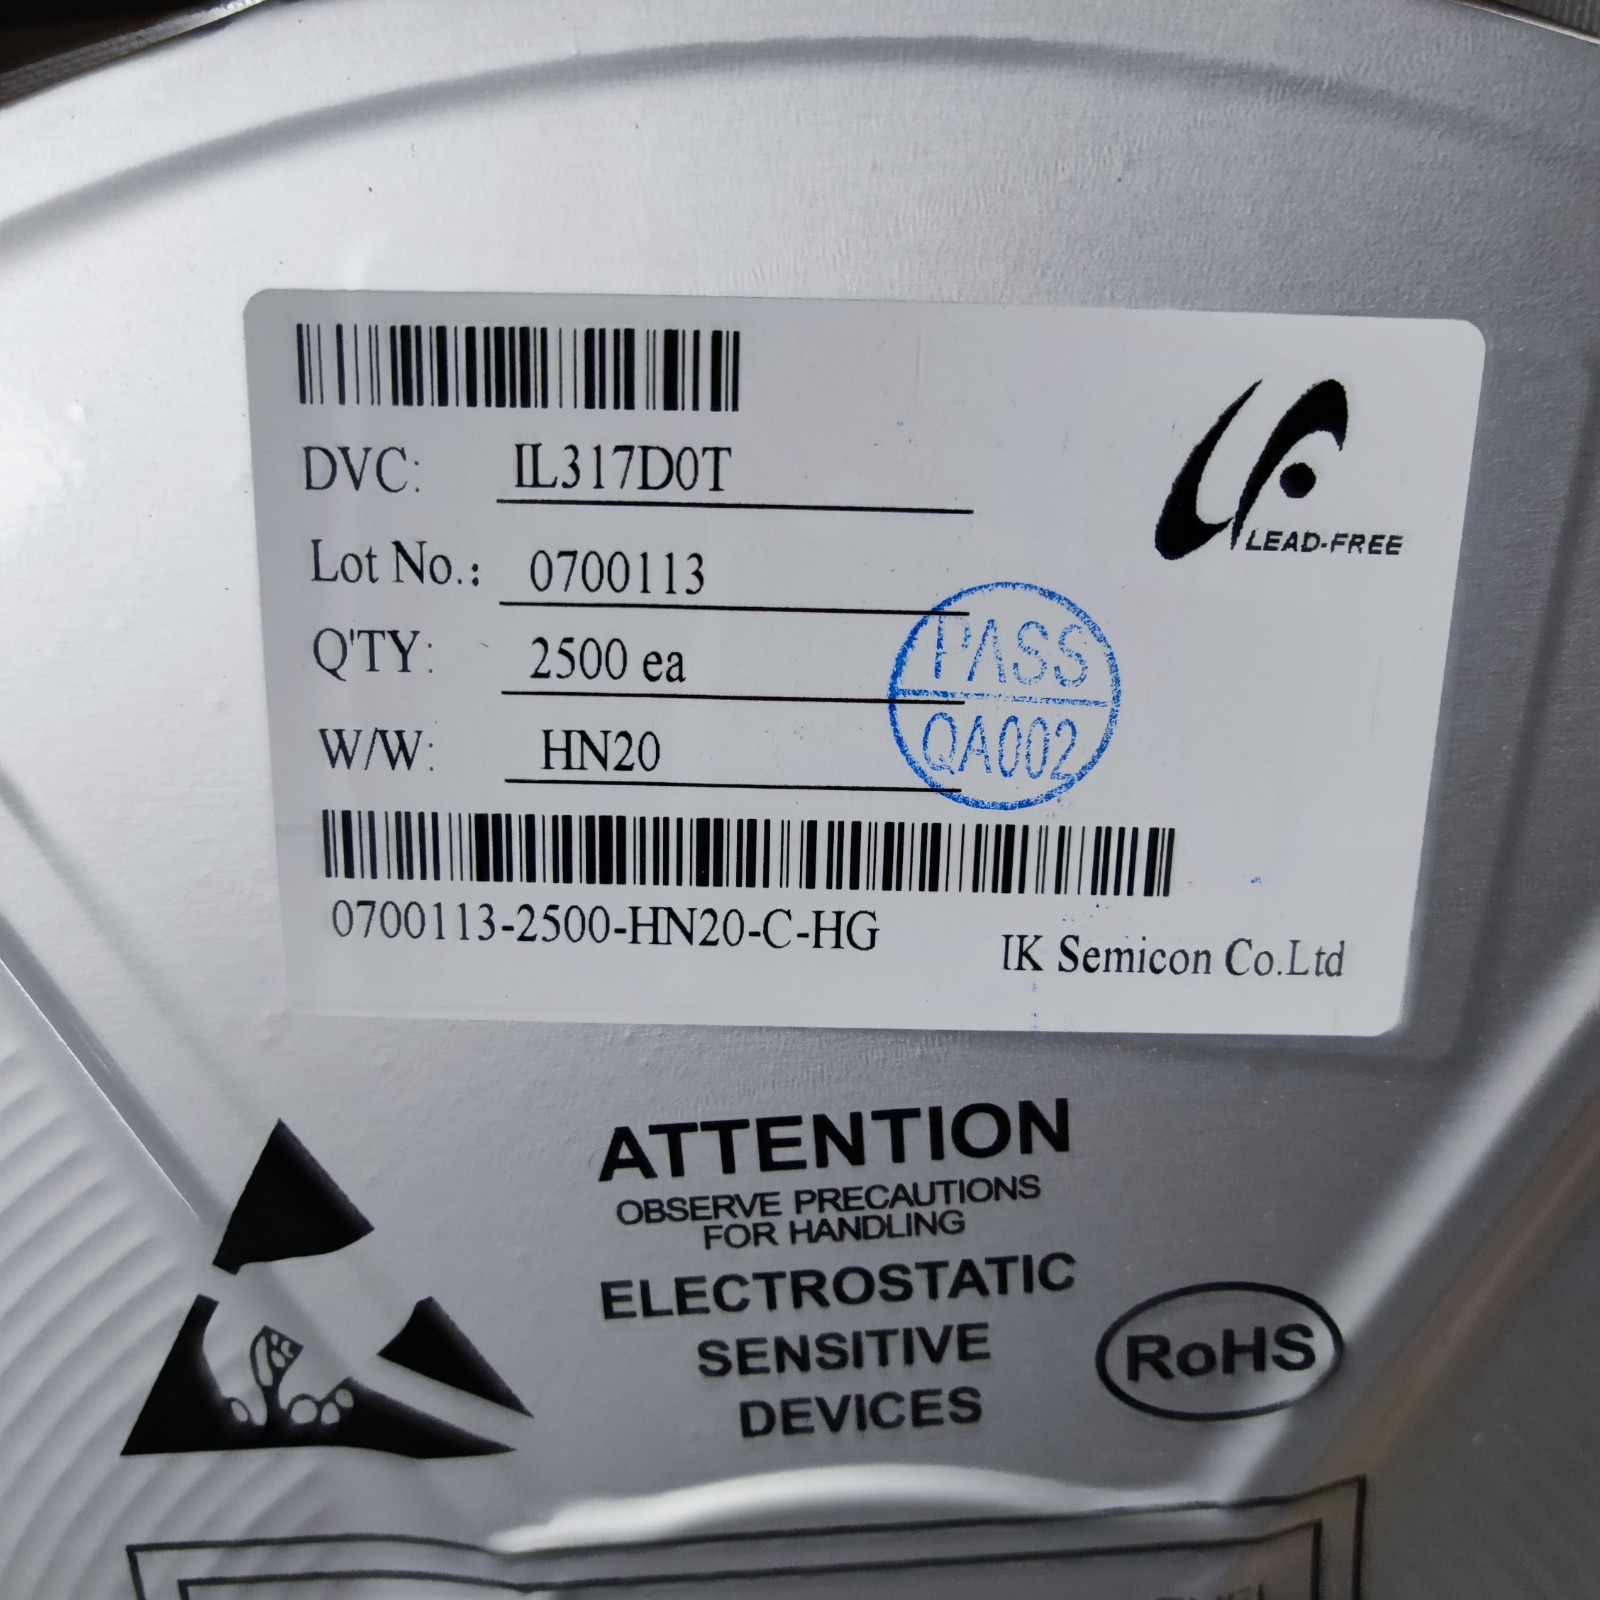 DVC: IL317D0T
LEAD-FREE
Lot No.: 0700113
Q'TY: 2500 ea
W/W: HN20
PASS
QA002
0700113-2500-HN20-C-HG
IK Semicon Co.Ltd
ATTENTION
OBSERVE PRECAUTIONS
FOR HANDLING
ELECTROSTATIC
SENSITIVE
DEVICES
RoHS